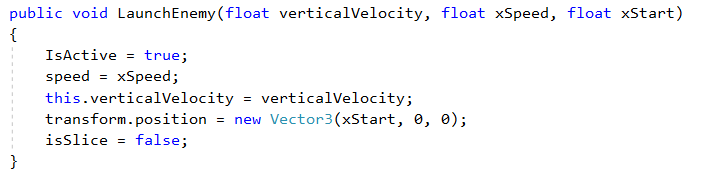 public void LaunchEnemy(float verticalVelocity, float xSpeed, float xStart)
{
    IsActive = true;
    speed = xSpeed;
    this.verticalVelocity = verticalVelocity;
    transform.position = new Vector3(xStart, 0, 0);
    isSlice = false;
}